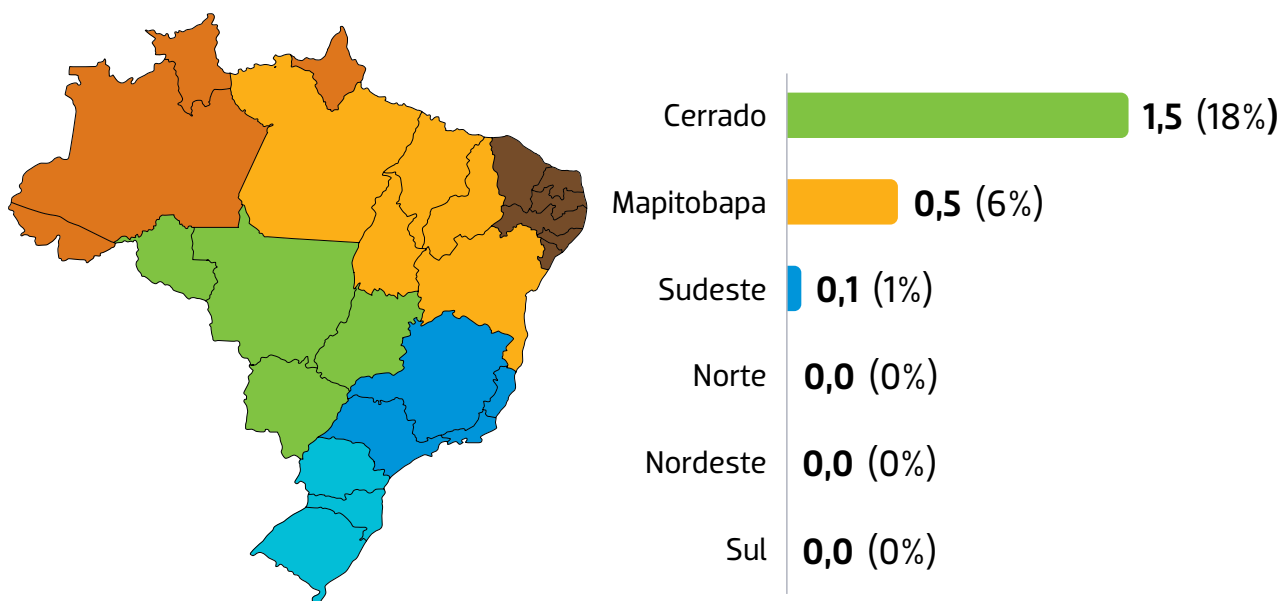 Cerrado 1,5 (18%)
Mapitobapa 0,5 (6%)
Sudeste 0,1 (1%)
Norte 0,0 (0%)
Nordeste 0,0 (0%)
Sul 0,0 (0%)